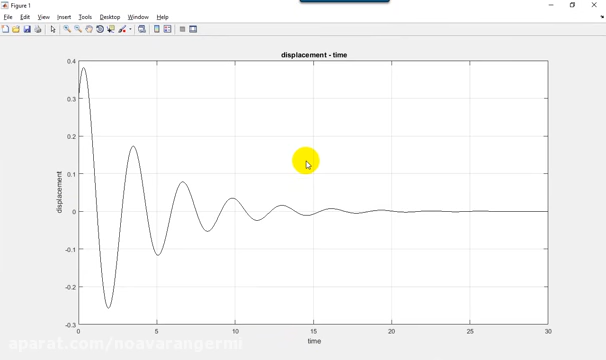 Figure 1
File Edit View Insert Tools Desktop Window Help
displacement - time
0.4
0.3
0.2
0.1
0
-0.1
-0.2
-0.3
displacement
0 5 10 15 20 25 30
time
aparat.com/noavarangermi